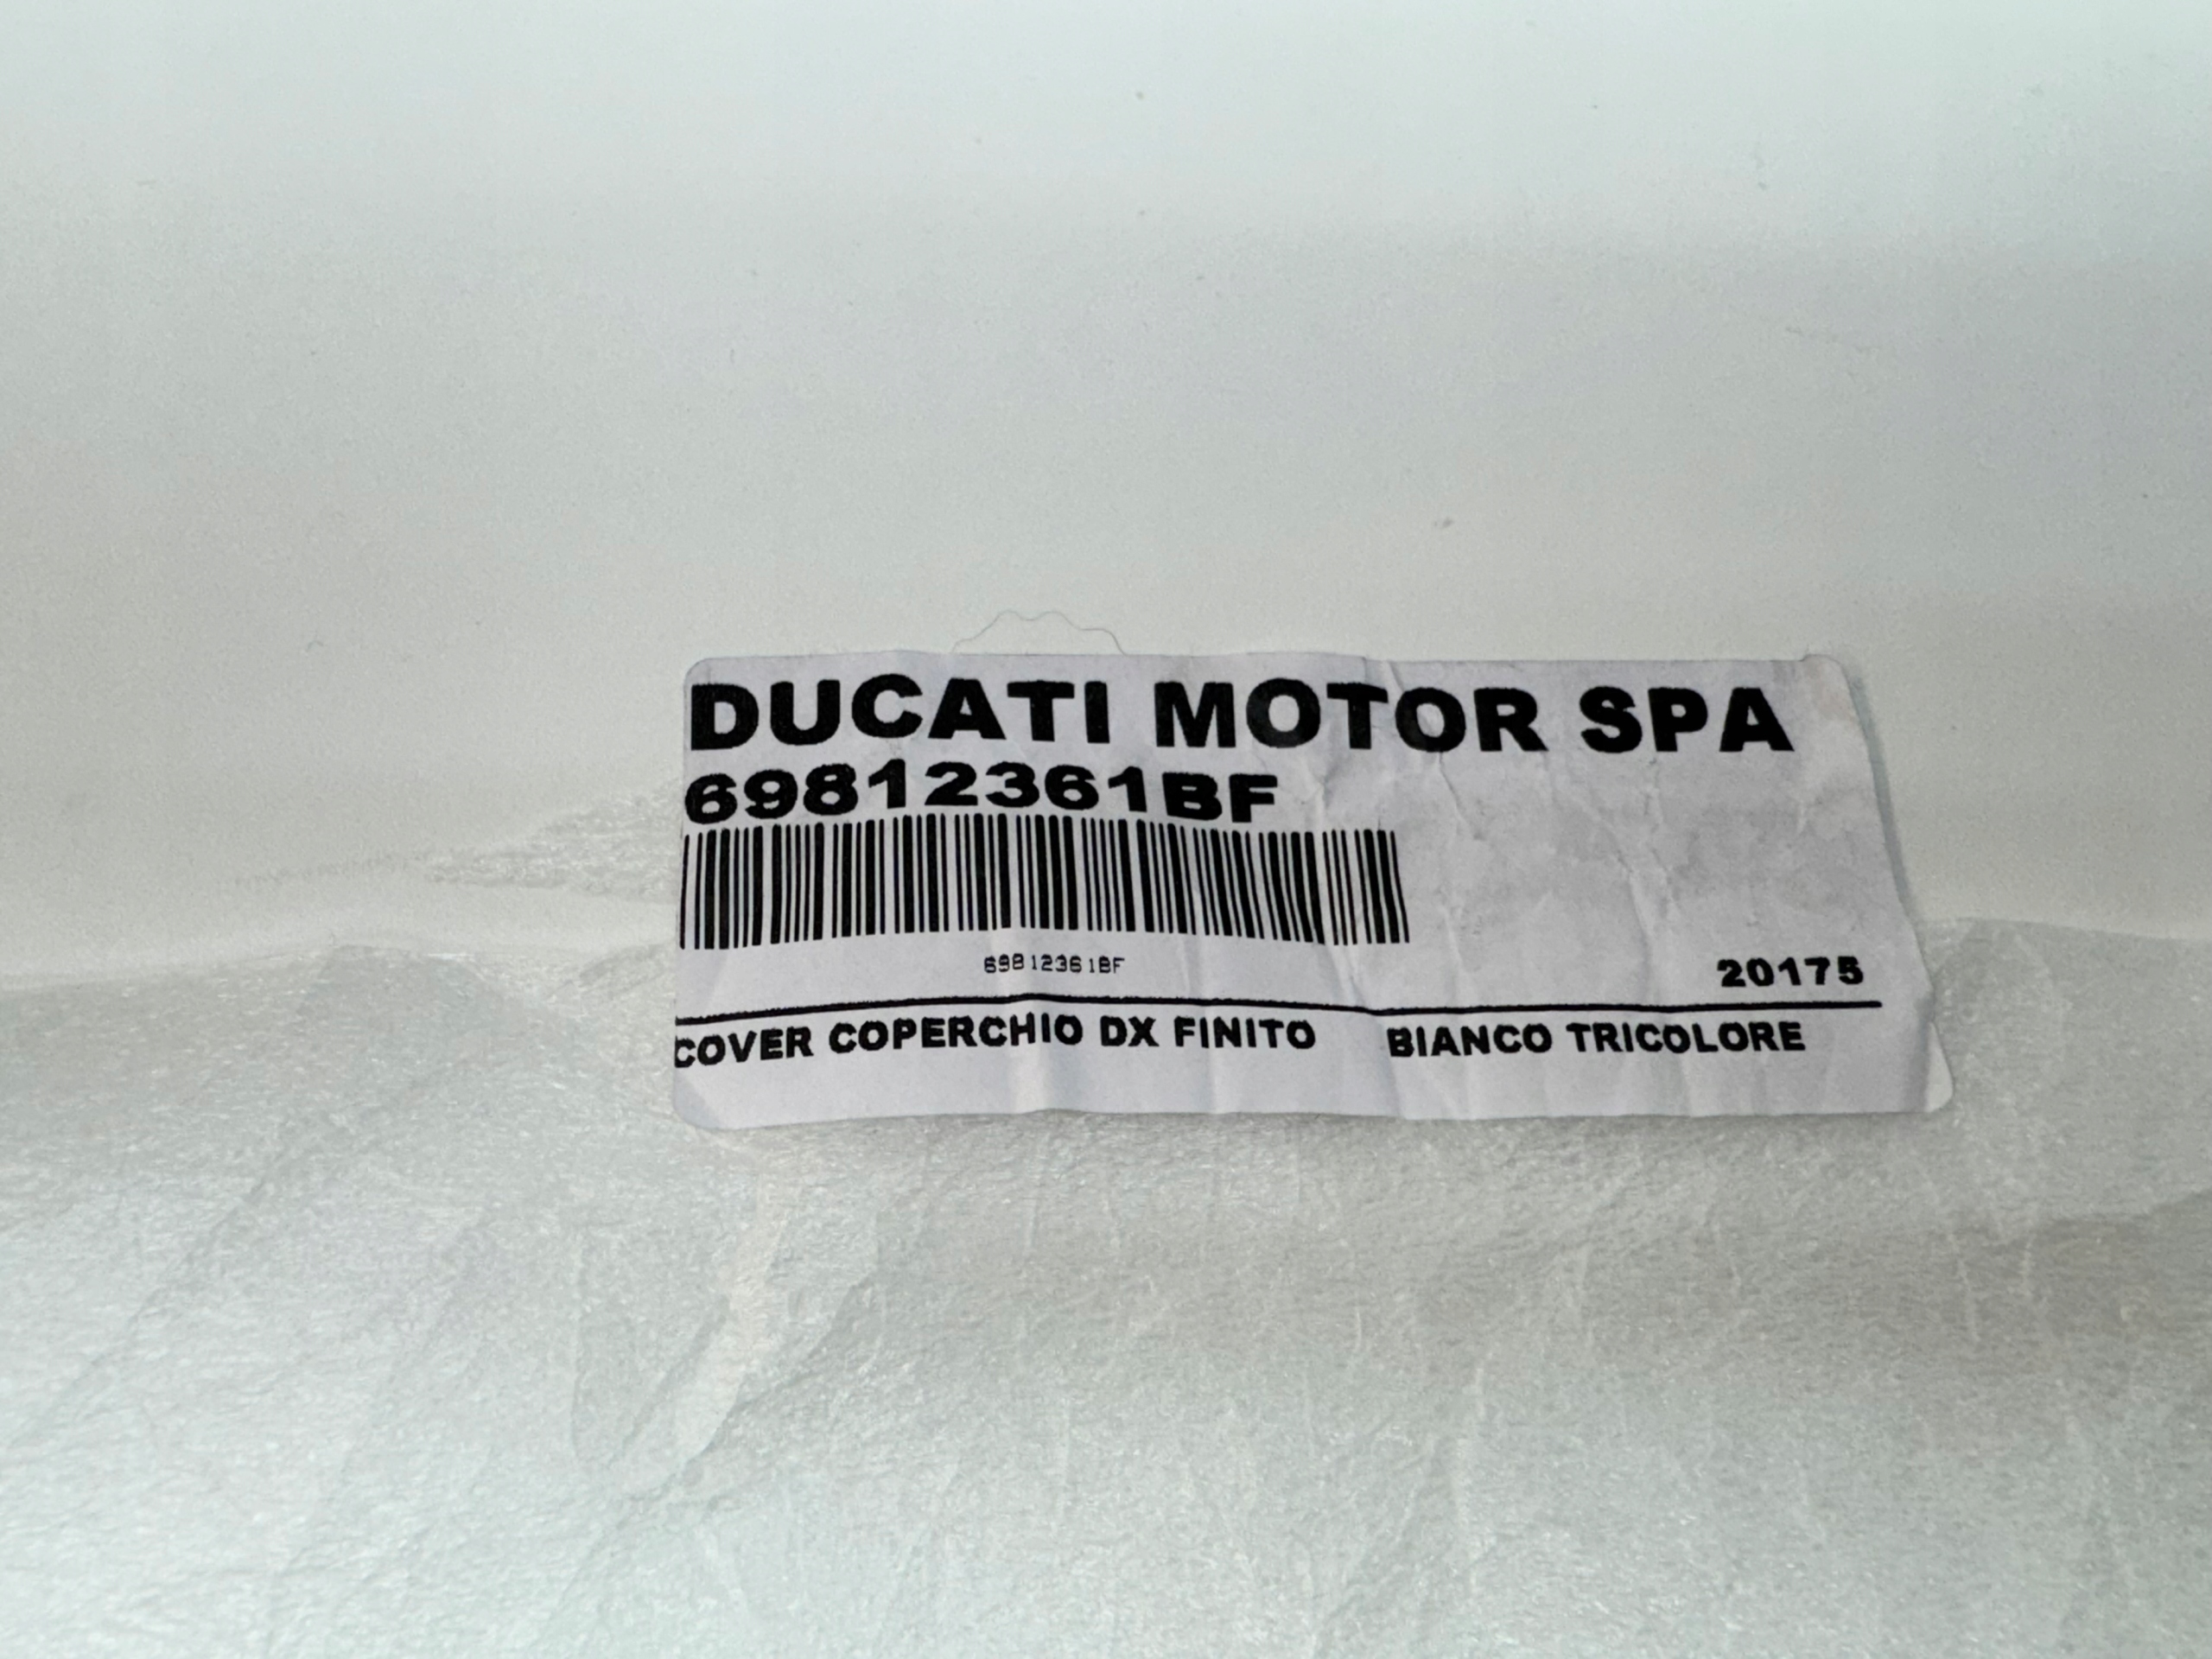 DUCATI MOTOR SPA
69812361BF
69812361BF
20175
COVER COPERCHIO DX FINITO BIANCO TRICOLORE